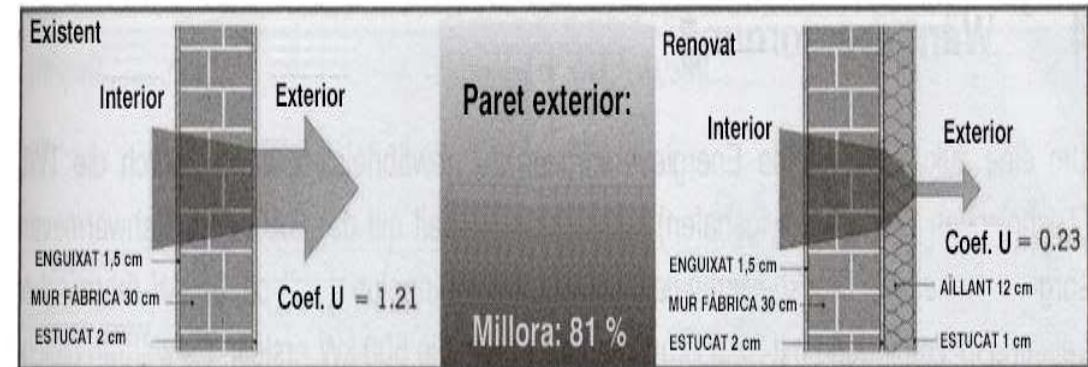 Existent
Interior
Exterior
ENGUIXAT 1,5 cm
MUR FÀBRICA 30 cm
ESTUCAT 2 cm
Coef. U = 1.21
Paret exterior:
Millora: 81 %
Renovat
Interior
Exterior
Coef. U = 0.23
ENGUIXAT 1,5 cm
MUR FÀBRICA 30 cm
ESTUCAT 2 cm
AÏLLANT 12 cm
ESTUCAT 1 cm